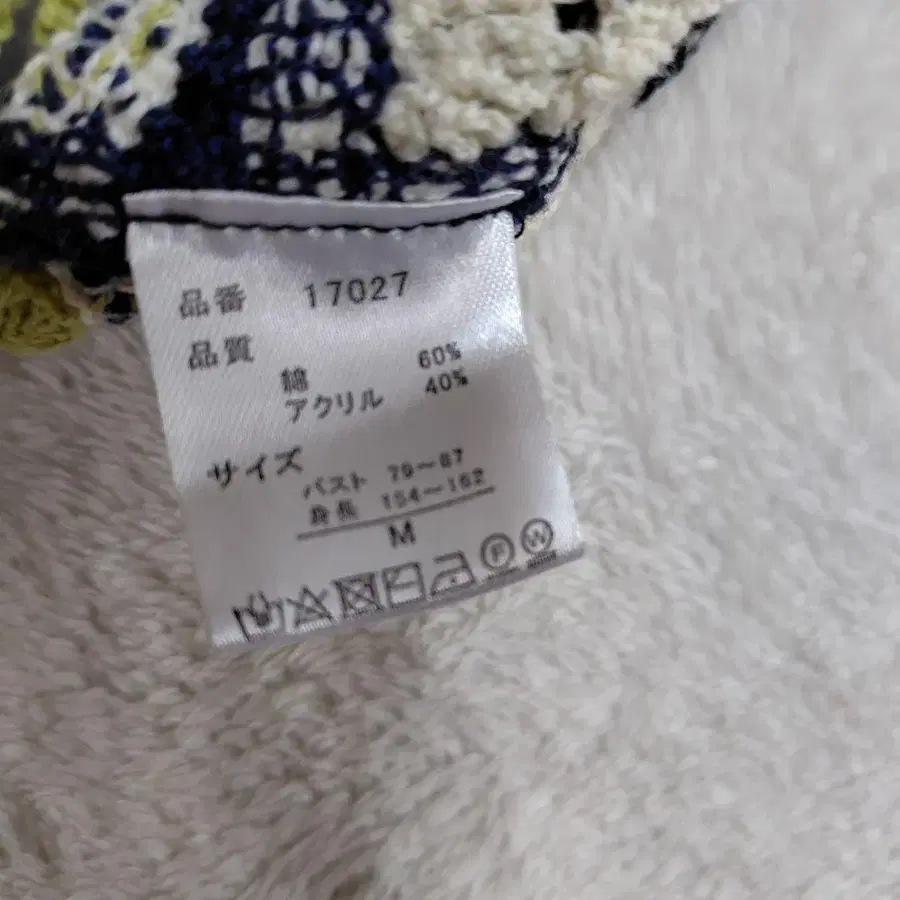 品番 17027
品質
綿 60%
アクリル 40%
サイズ
バスト 79〜87
身長 154〜162
M
F W